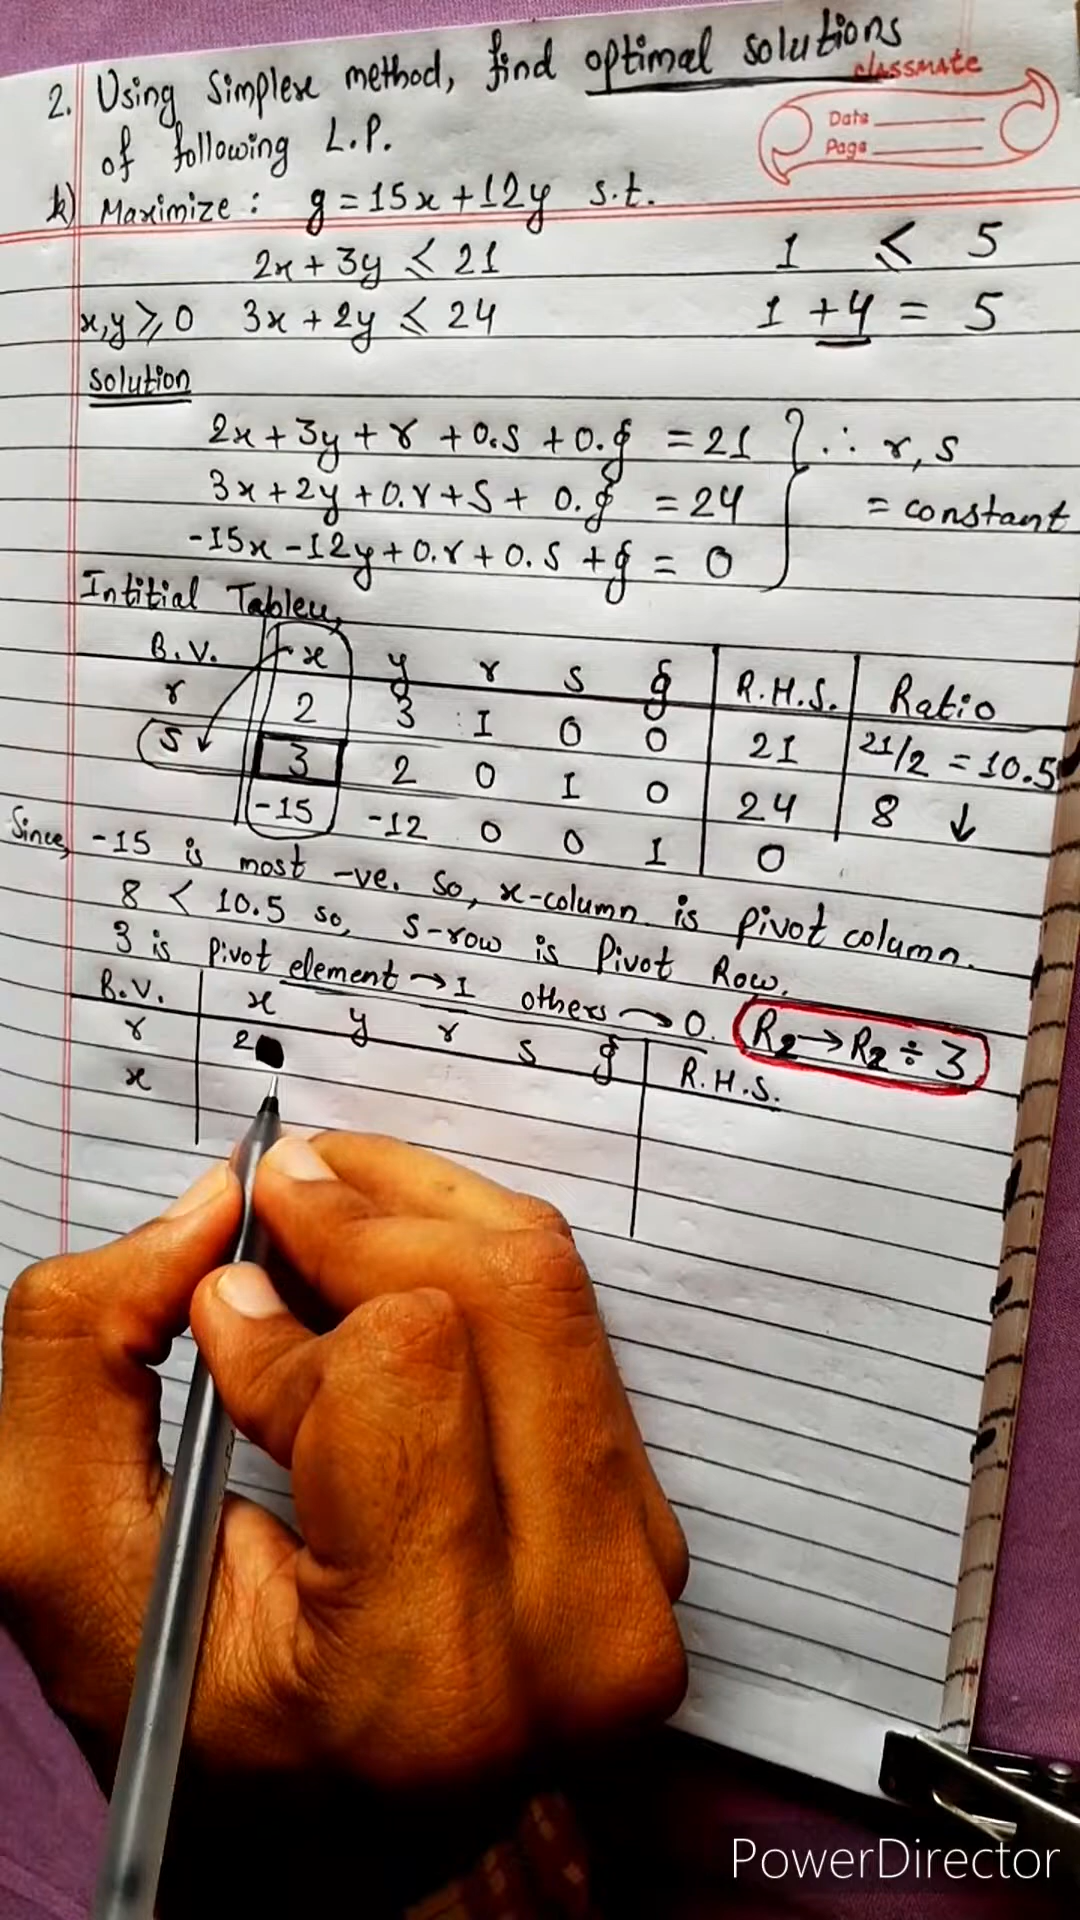 2. Using Simplex method, find optimal solutions
classmate
Date
Page
of following L.P.
k) Maximize : f = 15x + 12y s.t.
2x + 3y ≤ 21
1 ≤ 5
x,y ≥ 0 3x + 2y ≤ 24
1 + 4 = 5
Solution
2x + 3y + r + 0.s + 0.f = 21 } ∴ r, s
3x + 2y + 0.r + s + 0.f = 24 = constant
-15x - 12y + 0.r + 0.s + f = 0
Intitial Tableu,
B.V. x y r s f R.H.S. Ratio
r 2 3 1 0 0 21 21/2 = 10.5
s 3 2 0 1 0 24 8 ↓
-15 -12 0 0 1 0
Since, -15 is most -ve. so, x-column is pivot column.
8 < 10.5 so, s-row is Pivot Row.
3 is Pivot element → 1 others → 0. R2 → R2 ÷ 3
B.V. x y r s f R.H.S.
r 2
x
PowerDirector